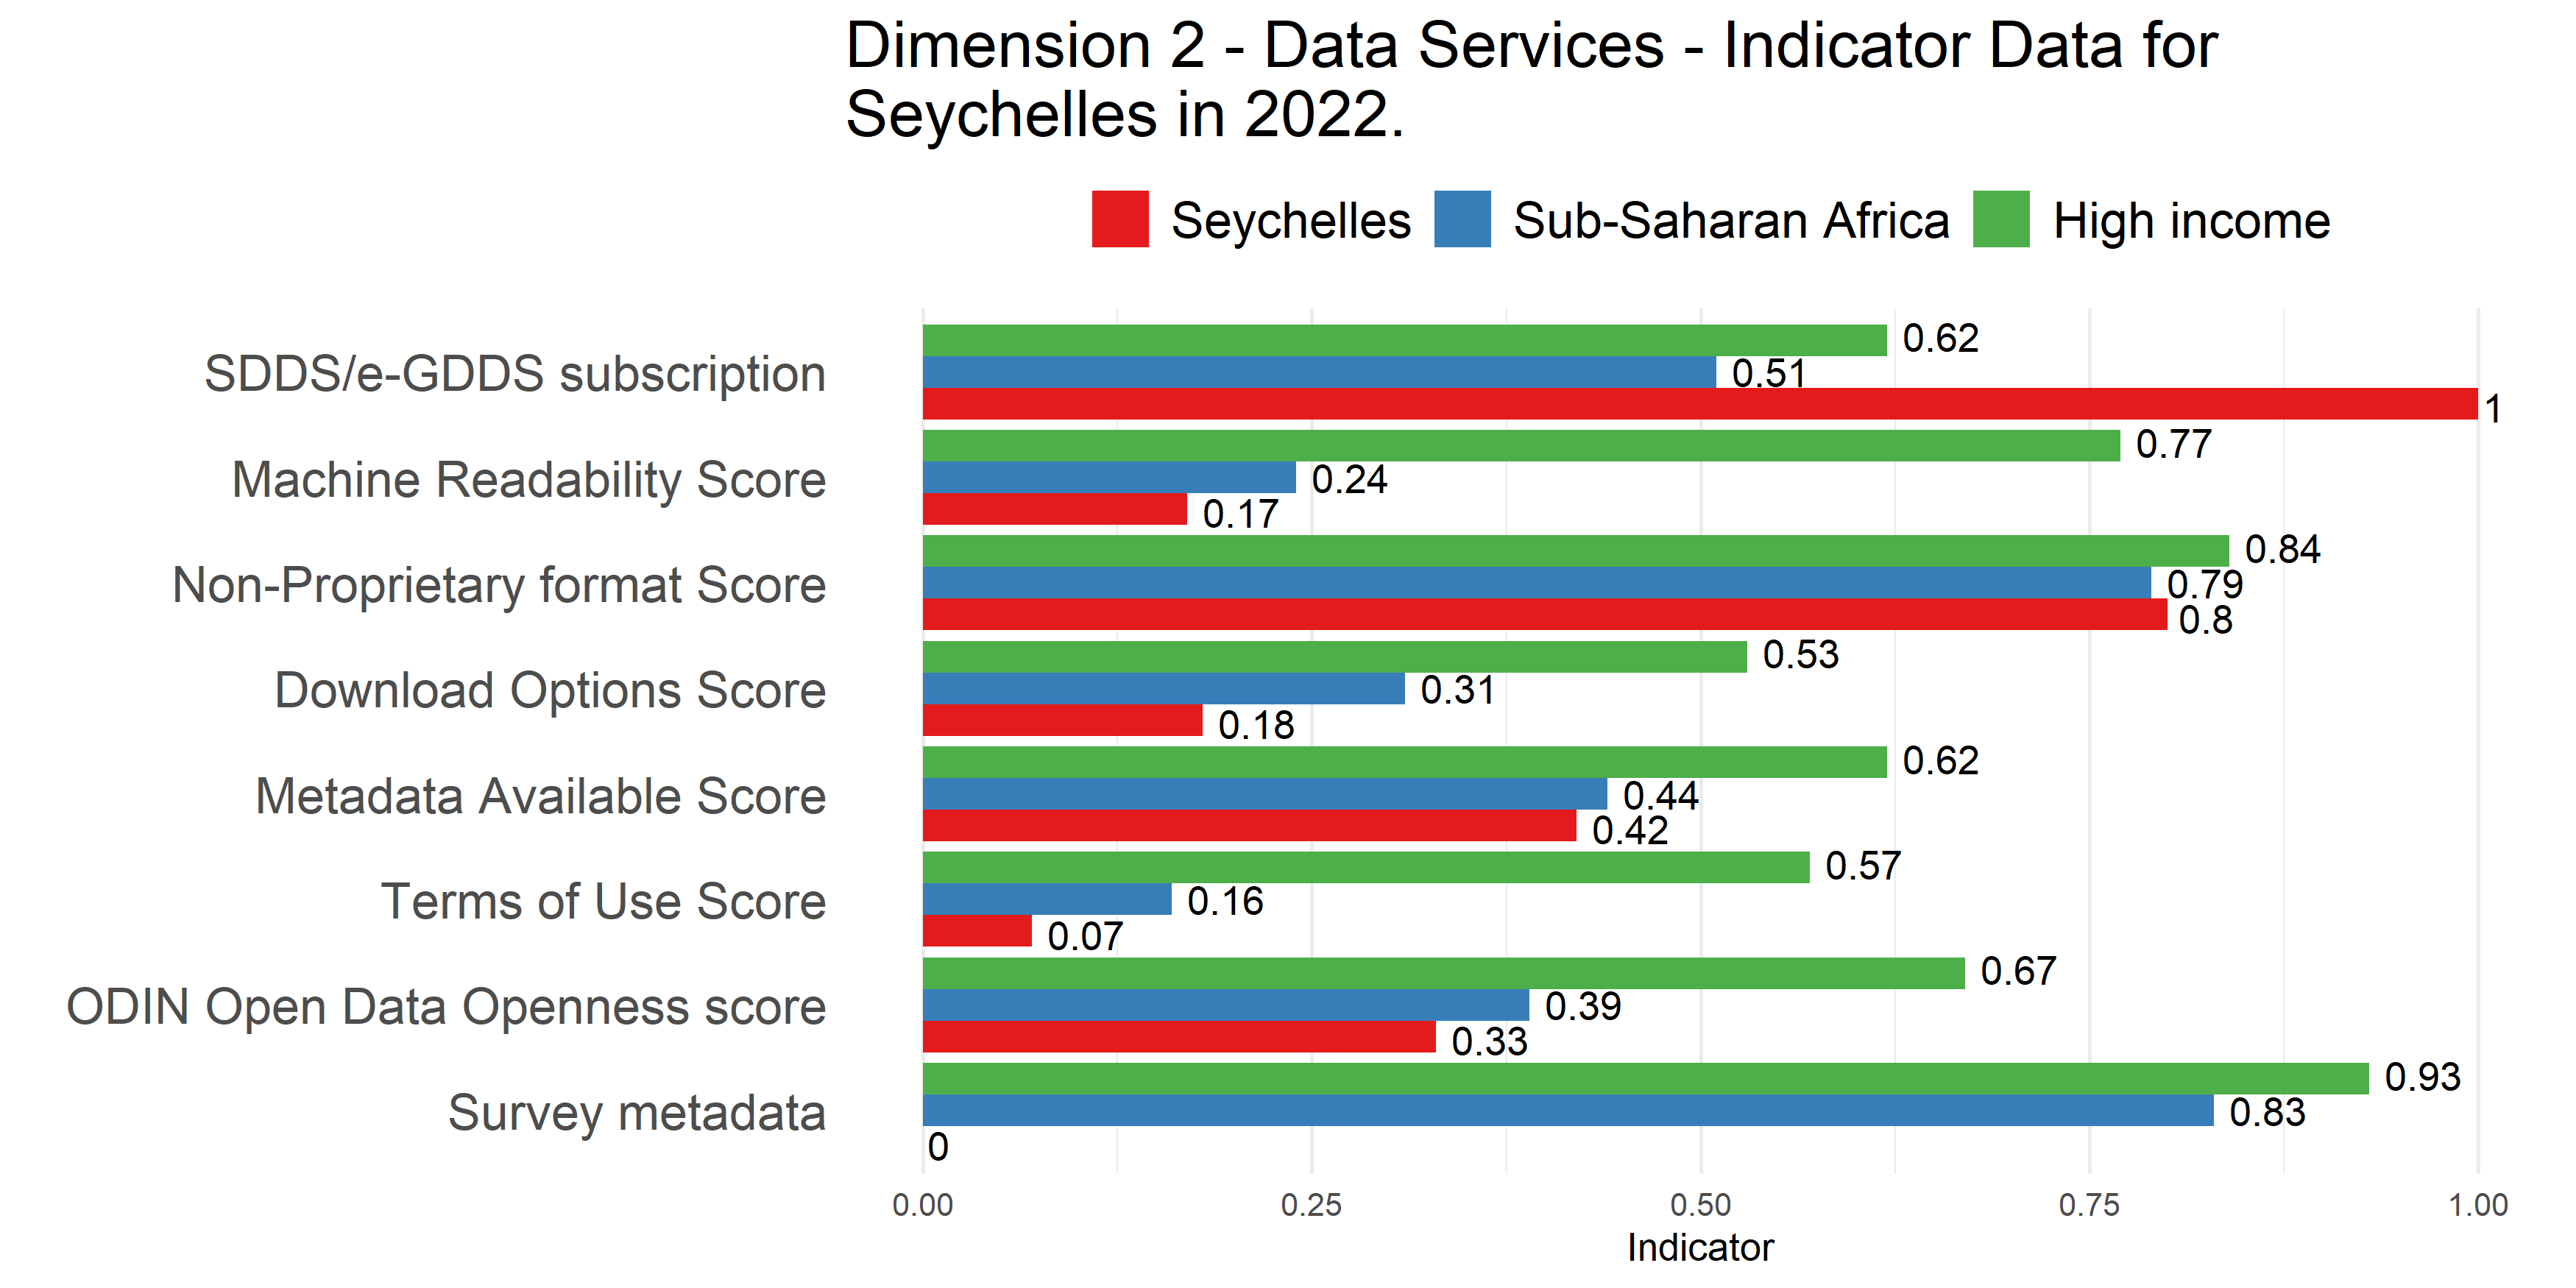 Dimension 2 - Data Services - Indicator Data for
Seychelles in 2022.
Seychelles Sub-Saharan Africa High income
0.62
SDDS/e-GDDS subscription 0.51
1
0.77
Machine Readability Score 0.24
0.17
0.84
Non-Proprietary format Score 0.79
0.8
0.53
Download Options Score 0.31
0.18
0.62
Metadata Available Score 0.44
0.42
0.57
Terms of Use Score 0.16
0.07
0.67
ODIN Open Data Openness score 0.39
0.33
0.93
Survey metadata 0.83
0
0.00 0.25 0.50 0.75 1.00
Indicator